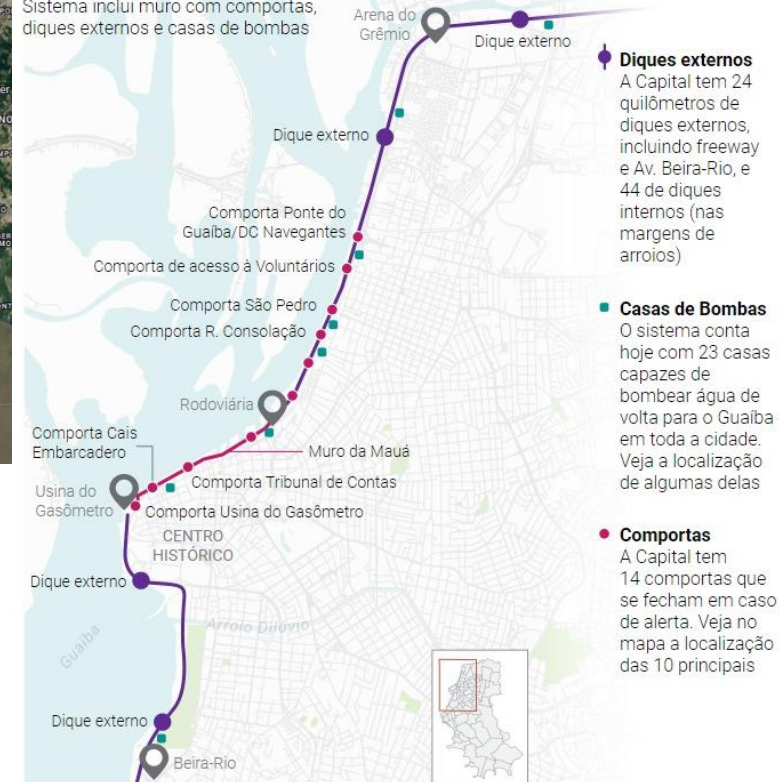 Sistema inclui muro com comportas,
diques externos e casas de bombas
Arena do
Grêmio
Dique externo
Dique externo
Comporta Ponte do
Guaíba/DC Navegantes
Comporta de acesso à Voluntários
Comporta São Pedro
Comporta R. Consolação
Rodoviária
Comporta Cais
Embarcadero
Muro da Mauá
Comporta Tribunal de Contas
Usina do
Gasômetro
Comporta Usina do Gasômetro
CENTRO
HISTÓRICO
Dique externo
Arroio Dilúvio
Guaíba
Dique externo
Beira-Rio
Diques externos
A Capital tem 24
quilômetros de
diques externos,
incluindo freeway
e Av. Beira-Rio, e
44 de diques
internos (nas
margens de
arroios)
Casas de Bombas
O sistema conta
hoje com 23 casas
capazes de
bombear água de
volta para o Guaíba
em toda a cidade.
Veja a localização
de algumas delas
Comportas
A Capital tem
14 comportas que
se fecham em caso
de alerta. Veja no
mapa a localização
das 10 principais